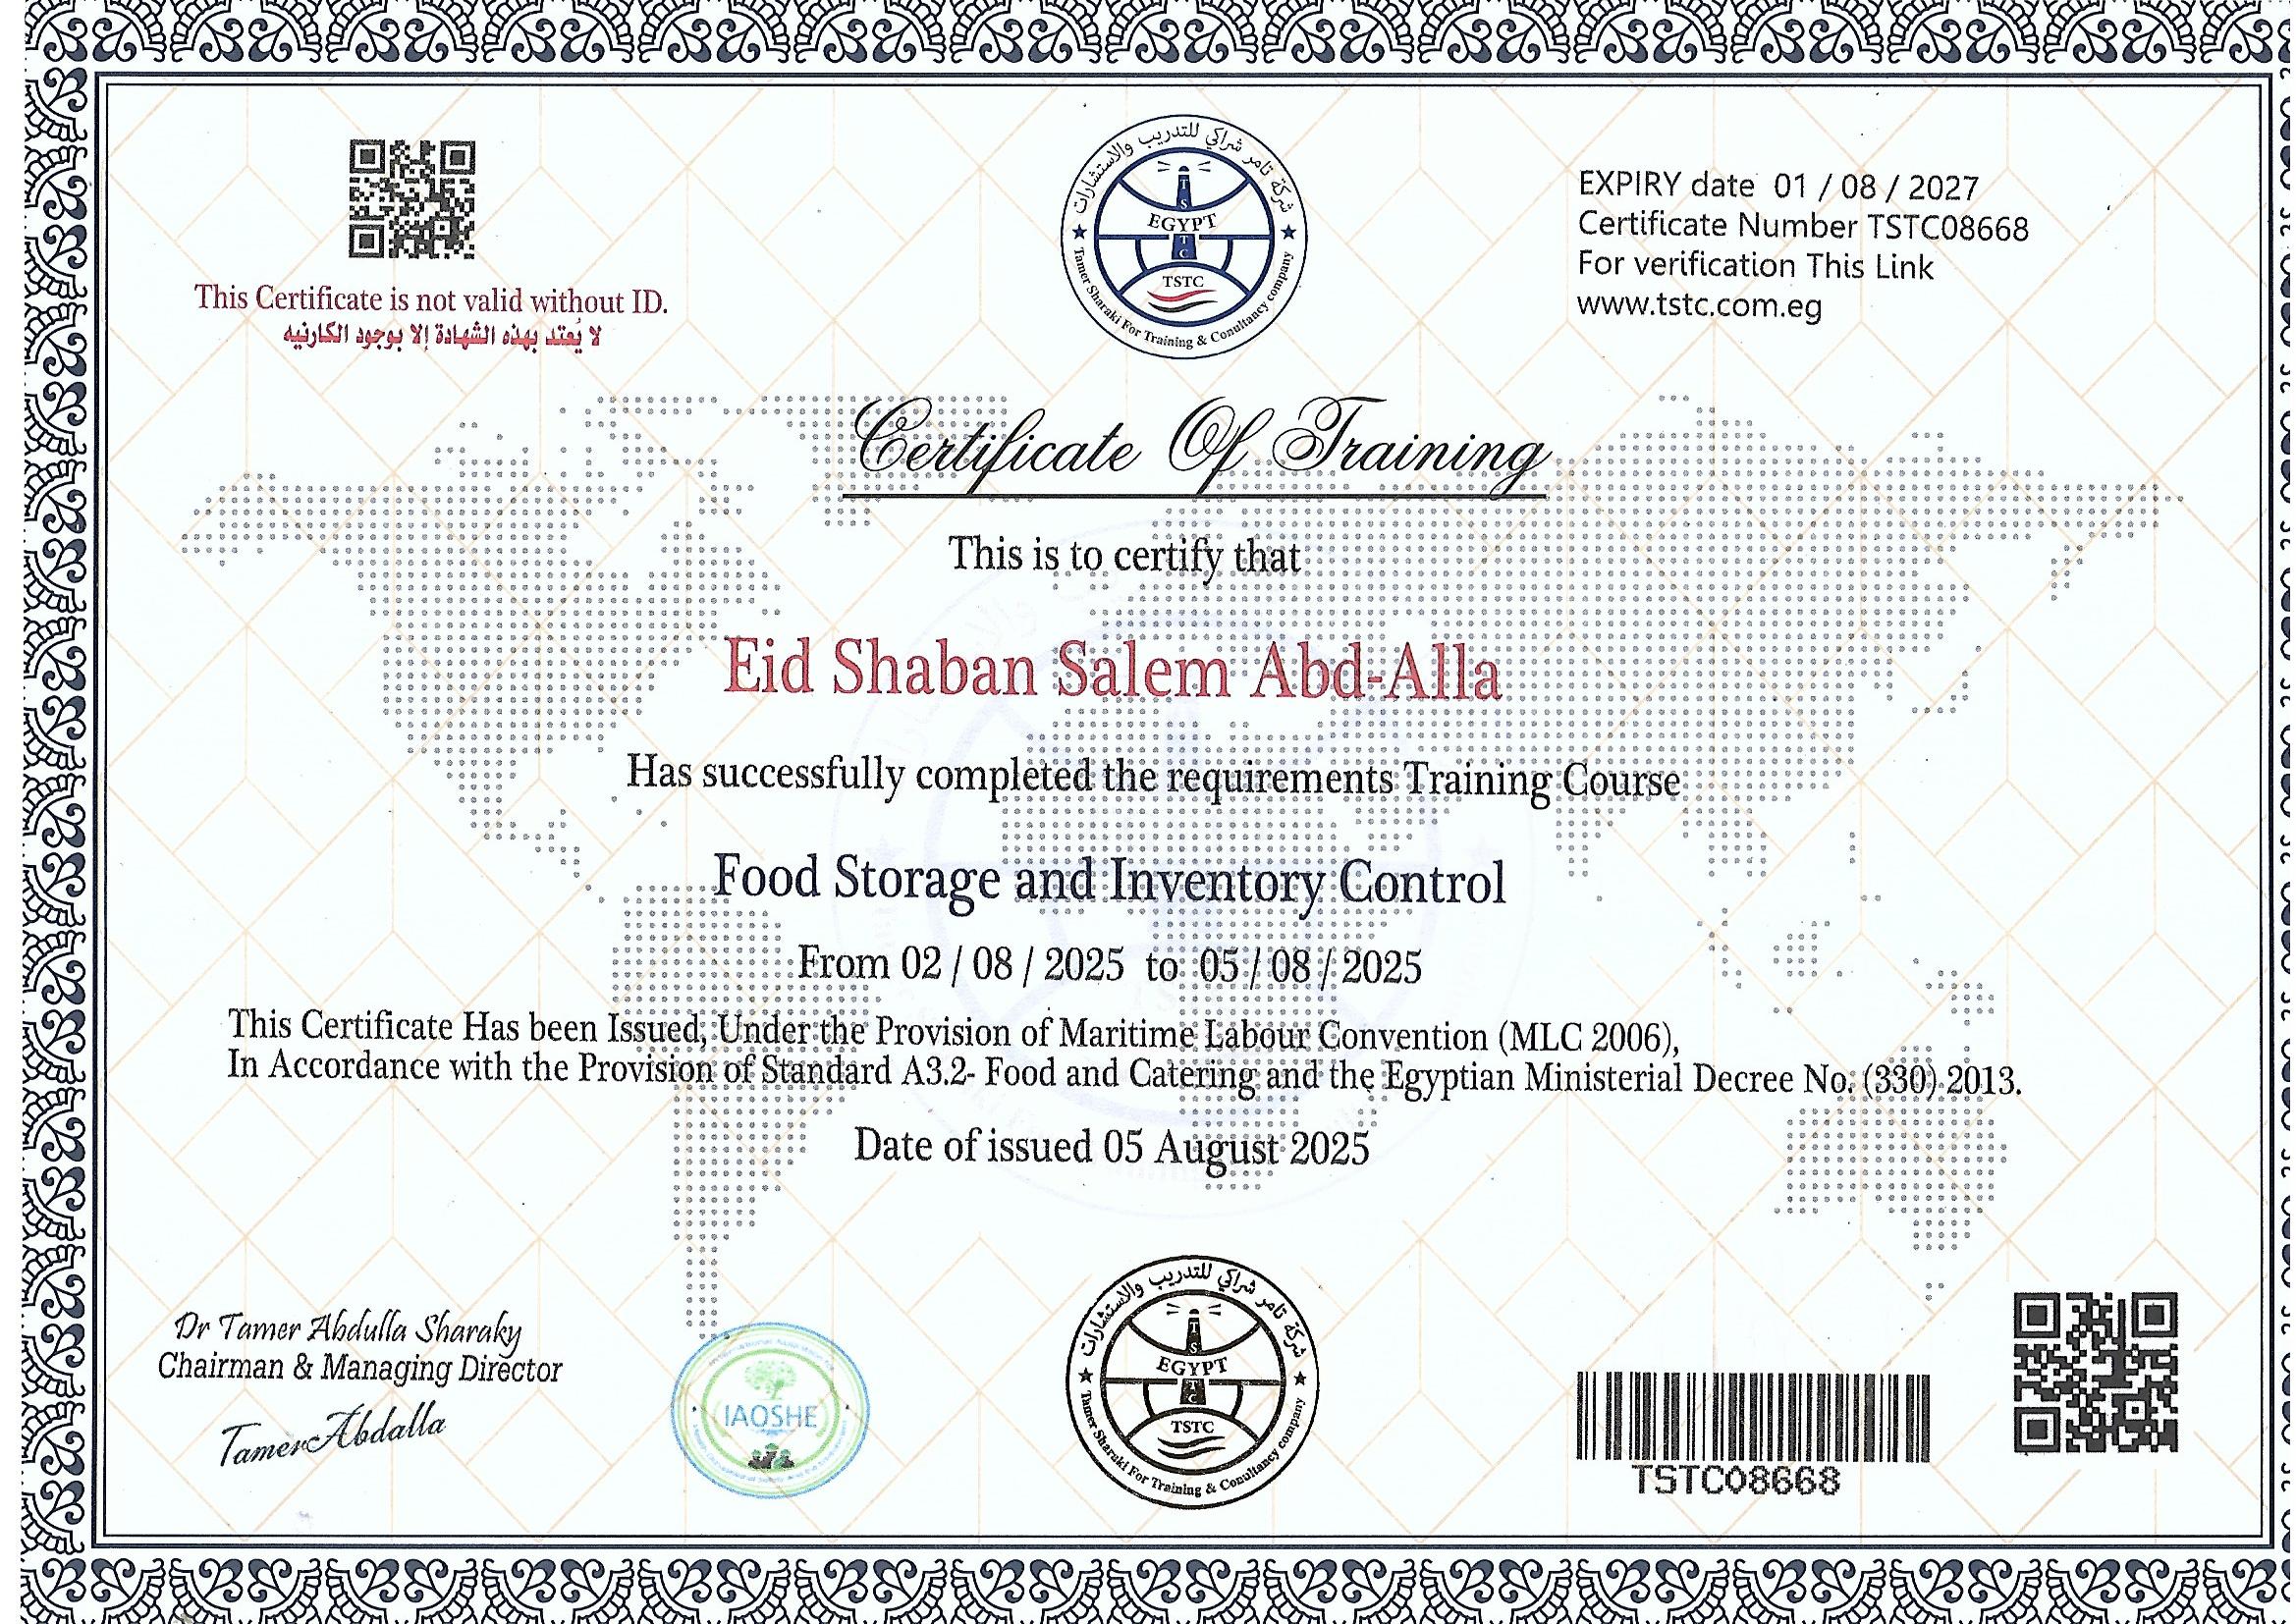 شركة تامر شراكي للتدريب والاستشارات
EGYPT
TSTC
Tamer Sharaki For Training & Conultancy company
This Certificate is not valid without ID.
لا يُعتد بهذه الشهادة إلا بوجود الكارنيه
EXPIRY date 01 / 08 / 2027
Certificate Number TSTC08668
For verification This Link
www.tstc.com.eg
Certificate Of Training
This is to certify that
Eid Shaban Salem Abd-Alla
Has successfully completed the requirements Training Course
Food Storage and Inventory Control
From 02 / 08 / 2025 to 05 / 08 / 2025
This Certificate Has been Issued, Under the Provision of Maritime Labour Convention (MLC 2006),
In Accordance with the Provision of Standard A3.2- Food and Catering and the Egyptian Ministerial Decree No. (330) 2013.
Date of issued 05 August 2025
Dr Tamer Abdulla Sharaky
Chairman & Managing Director
Tamer Abdalla
IAOSHE
شركة تامر شراكي للتدريب والاستشارات
EGYPT
TSTC
Tamer Sharaki For Training & Conultancy company
TSTC08668